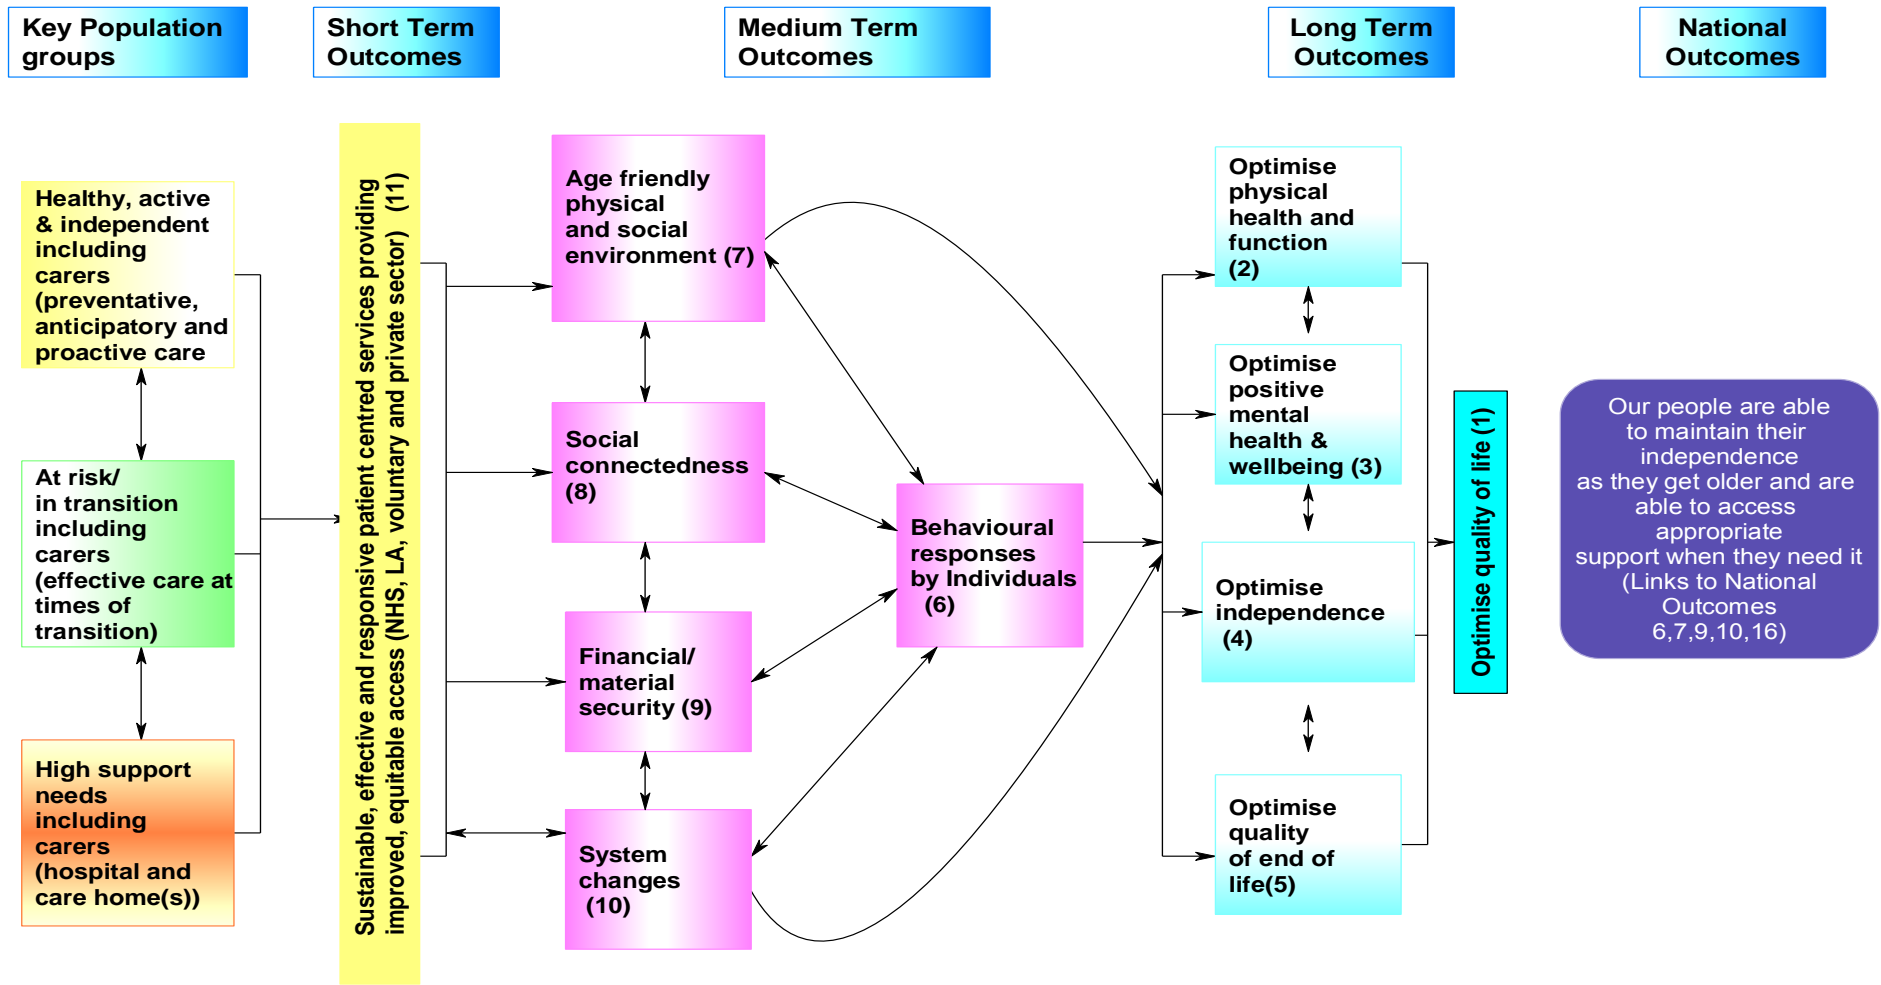 Key Population
groups
Short Term
Outcomes
Medium Term
Outcomes
Long Term
Outcomes
National
Outcomes
Healthy, active
& independent
including
carers
(preventative,
anticipatory and
proactive care
At risk/
in transition
including
carers
(effective care at
times of
transition)
High support
needs
including
carers
(hospital and
care home(s))
Sustainable, effective and responsive patient centred services providing
improved, equitable access (NHS, LA, voluntary and private sector) (11)
Age friendly
physical
and social
environment (7)
Social
connectedness
(8)
Financial/
material
security (9)
System
changes
(10)
Behavioural
responses
by Individuals
(6)
Optimise
physical
health and
function
(2)
Optimise
positive
mental
health &
wellbeing (3)
Optimise
independence
(4)
Optimise
quality
of end of
life(5)
Optimise quality of life (1)
Our people are able
to maintain their
independence
as they get older and are
able to access
appropriate
support when they need it
(Links to National
Outcomes
6,7,9,10,16)